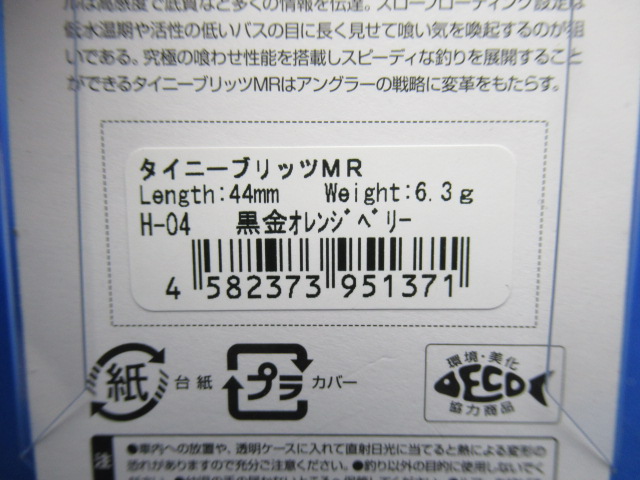 ルは高感度で底質など多くの情報を伝達。スローフローティング設定は
低水温期や活性の低いバスの目に長く見せて喰い気を喚起するのが狙
いである。究極の喰わせ性能を搭載しスピーディな釣りを展開すること
ができるタイニーブリッツMRはアングラーの戦略に変革をもたらす。
タイニーブリッツMR
Length:44mm Weight:6.3g
H-04 黒金オレンジベリー
4 582373 951371
紙 台紙 プラ カバー
環境・美化
ECO
協力商品
注
●車内への放置や、透明ケースに入れて直射日光に当てると熱による変形の
恐れがありますので充分ご注意ください。●釣り以外の目的に使用しないでく